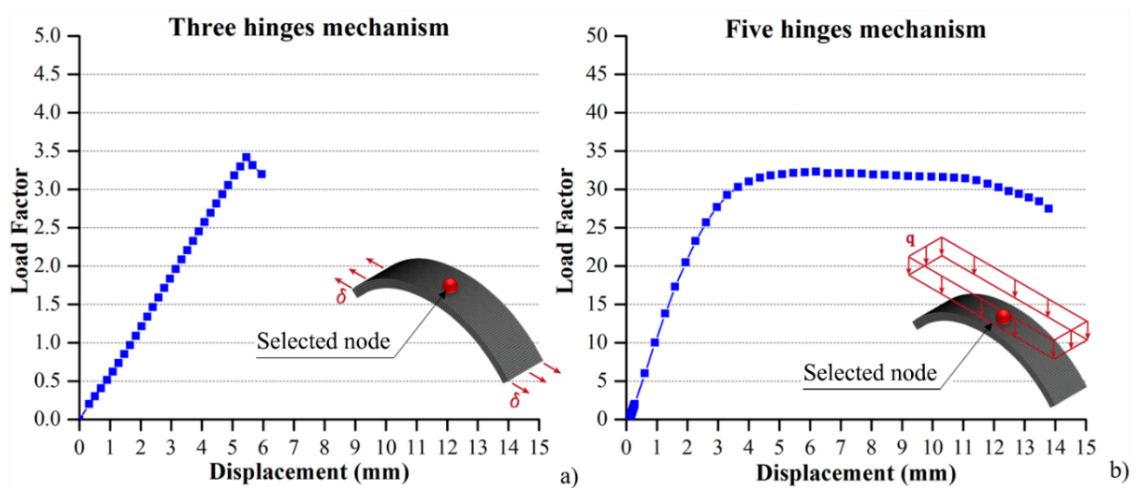 Three hinges mechanism
5.0
4.5
4.0
3.5
3.0
2.5
2.0
1.5
1.0
0.5
0.0
Load Factor
δ
δ
Selected node
0 1 2 3 4 5 6 7 8 9 10 11 12 13 14 15
Displacement (mm)
a)
Five hinges mechanism
50
45
40
35
30
25
20
15
10
5
0
Load Factor
q
Selected node
0 1 2 3 4 5 6 7 8 9 10 11 12 13 14 15
Displacement (mm)
b)